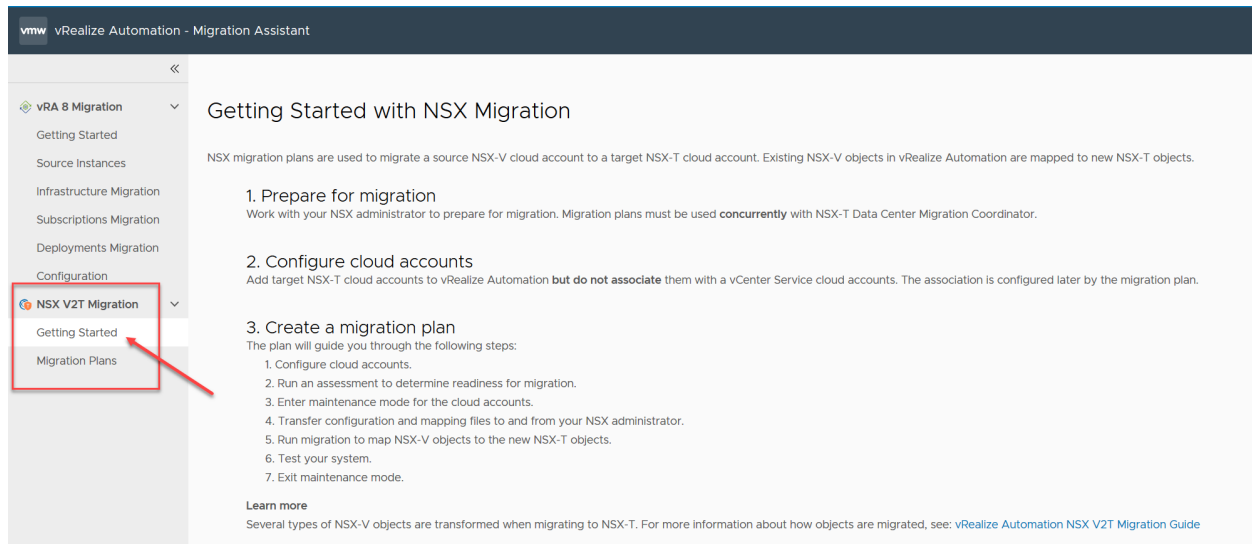 vmw vRealize Automation - Migration Assistant
vRA 8 Migration
Getting Started
Source Instances
Infrastructure Migration
Subscriptions Migration
Deployments Migration
Configuration
NSX V2T Migration
Getting Started
Migration Plans
Getting Started with NSX Migration
NSX migration plans are used to migrate a source NSX-V cloud account to a target NSX-T cloud account. Existing NSX-V objects in vRealize Automation are mapped to new NSX-T objects.
1. Prepare for migration
Work with your NSX administrator to prepare for migration. Migration plans must be used concurrently with NSX-T Data Center Migration Coordinator.
2. Configure cloud accounts
Add target NSX-T cloud accounts to vRealize Automation but do not associate them with a vCenter Service cloud accounts. The association is configured later by the migration plan.
3. Create a migration plan
The plan will guide you through the following steps:
1. Configure cloud accounts.
2. Run an assessment to determine readiness for migration.
3. Enter maintenance mode for the cloud accounts.
4. Transfer configuration and mapping files to and from your NSX administrator.
5. Run migration to map NSX-V objects to the new NSX-T objects.
6. Test your system.
7. Exit maintenance mode.
Learn more
Several types of NSX-V objects are transformed when migrating to NSX-T. For more information about how objects are migrated, see: vRealize Automation NSX V2T Migration Guide